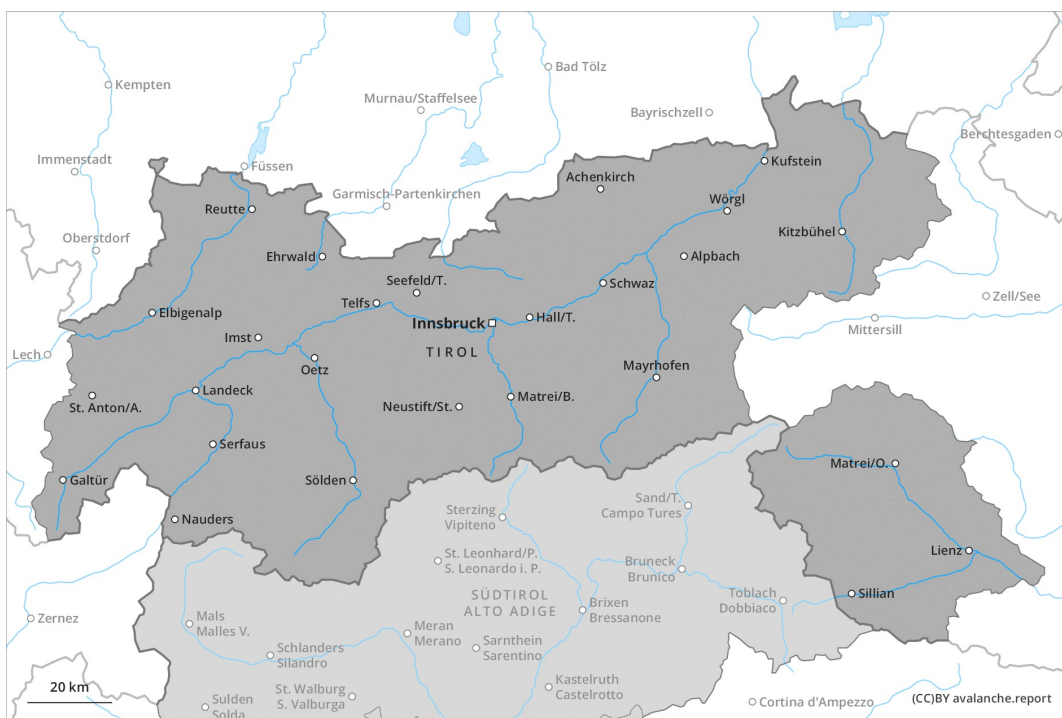 Kempten
Bad Tölz
Murnau/Staffelsee
Bayrischzell
Berchtesgaden
Immenstadt
Füssen
Kufstein
Achenkirch
Garmisch-Partenkirchen
Wörgl
Reutte
Kitzbühel
Oberstdorf
Ehrwald
Alpbach
Seefeld/T.
Schwaz
Zell/See
Telfs
Elbigenalp
Innsbruck
Hall/T.
Mittersill
Imst
TIROL
Lech
Oetz
Mayrhofen
Landeck
St. Anton/A.
Neustift/St.
Matrei/B.
Serfaus
Matrei/O.
Galtür
Sölden
Sand/T.
Campo Tures
Sterzing
Vipiteno
Nauders
Lienz
St. Leonhard/P.
S. Leonardo i. P.
Bruneck
Brunico
SÜDTIROL
ALTO ADIGE
Toblach
Dobbiaco
Sillian
Brixen
Bressanone
Zernez
Mals
Malles V.
Meran
Merano
Sarnthein
Sarentino
Schlanders
Silandro
20 km
St. Walburg
S. Valburga
Kastelruth
Castelrotto
Sulden
Solda
Cortina d'Ampezzo
(CC)BY avalanche.report